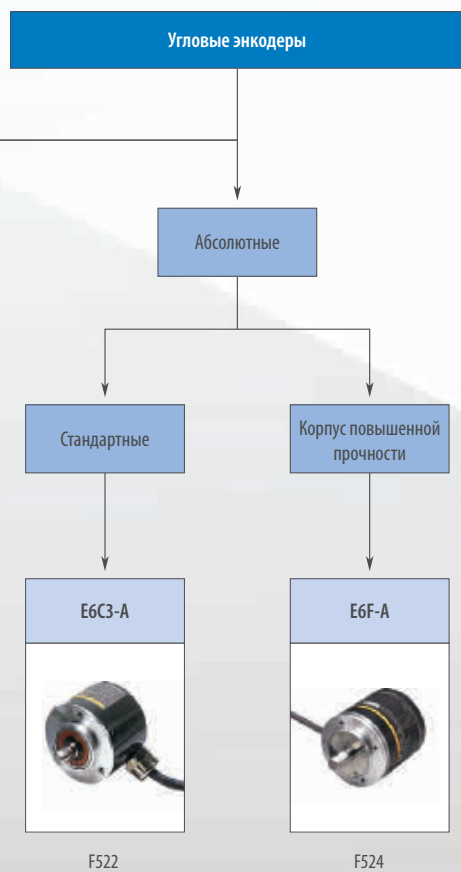 Угловые энкодеры
Абсолютные
Стандартные
Корпус повышенной
прочности
E6C3-A
E6F-A
F522
F524